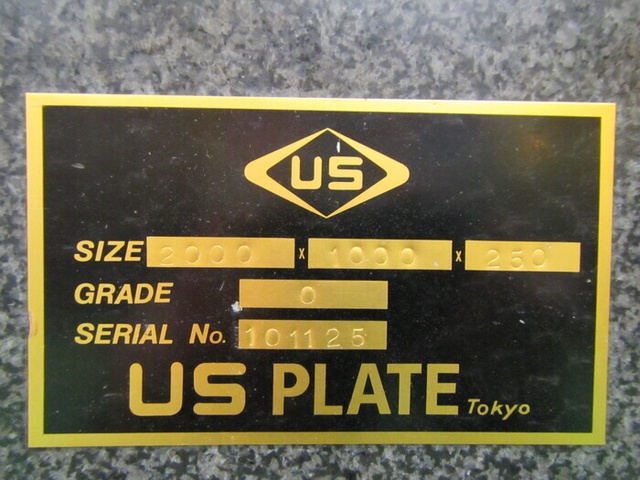 US
SIZE 2000 x 1000 x 250
GRADE 0
SERIAL No. 101125
US PLATE Tokyo